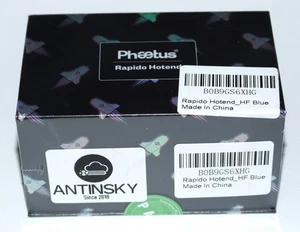 Phaetus®
Rapido Hotend
B0B9GS6XHG
Rapido Hotend_HF Blue
Made In China
B0B9GS6XHG
Rapido Hotend_HF Blue
Made In China
ANTINSKY
Since 2018